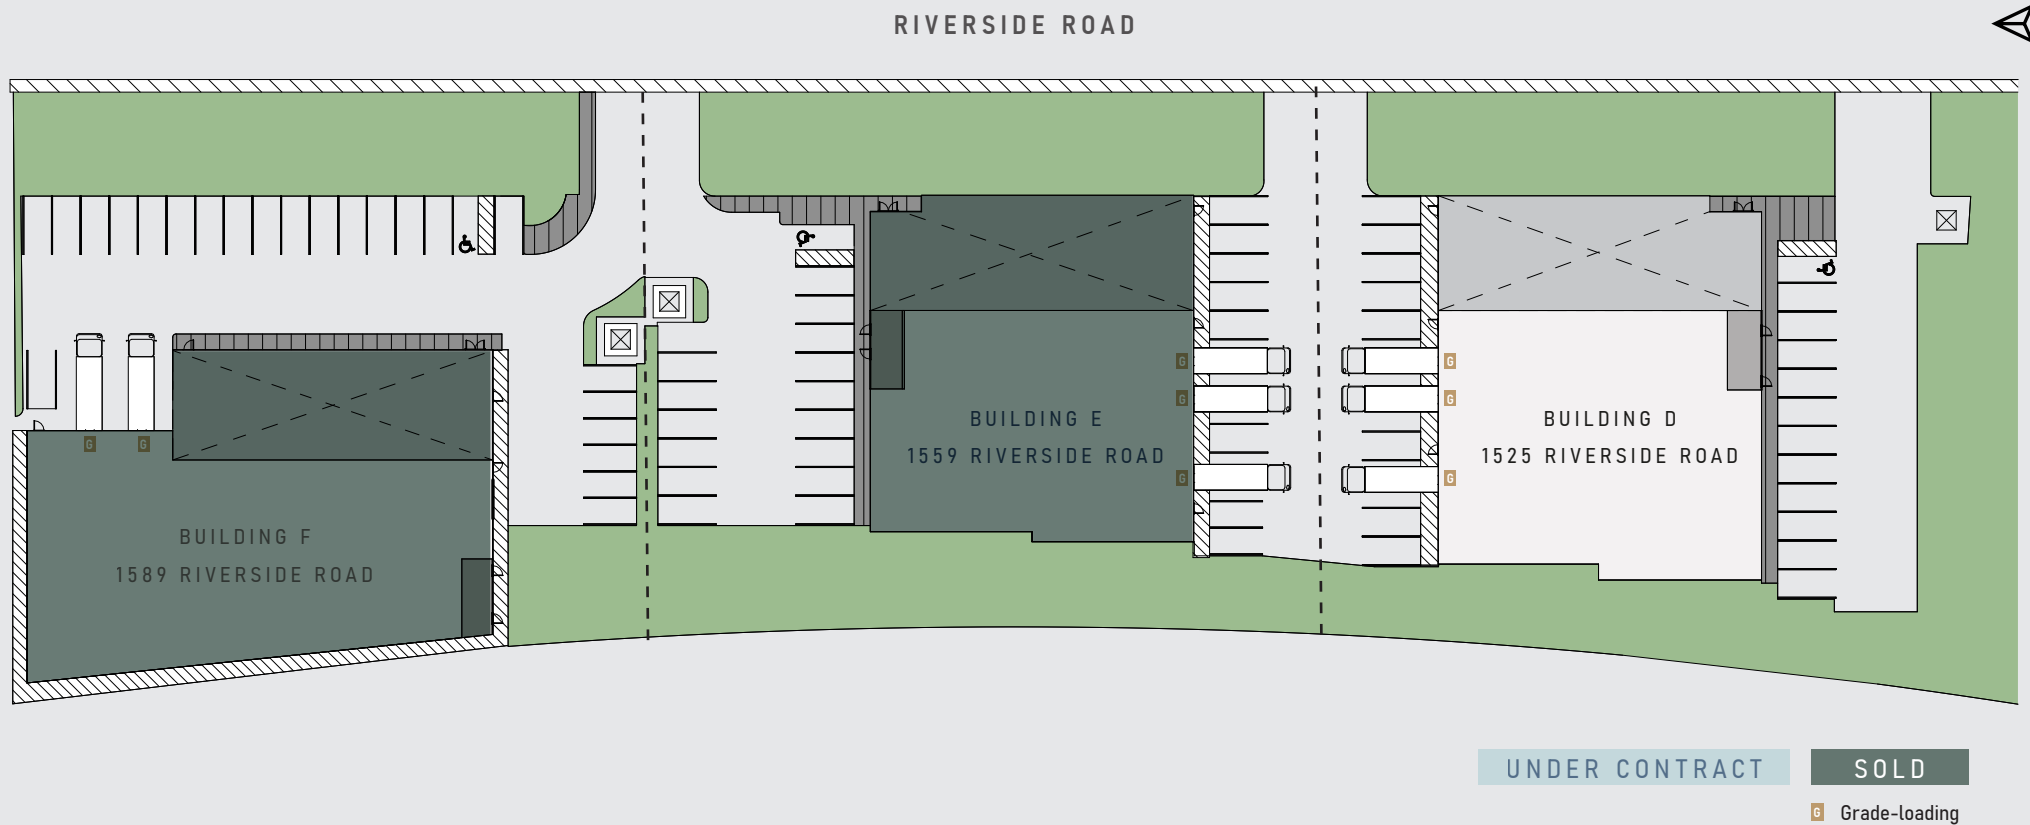 RIVERSIDE ROAD
G G G
G G G
BUILDING E
1559 RIVERSIDE ROAD
BUILDING D
1525 RIVERSIDE ROAD
G G
G G
BUILDING F
1589 RIVERSIDE ROAD
UNDER CONTRACT
SOLD
G Grade-loading